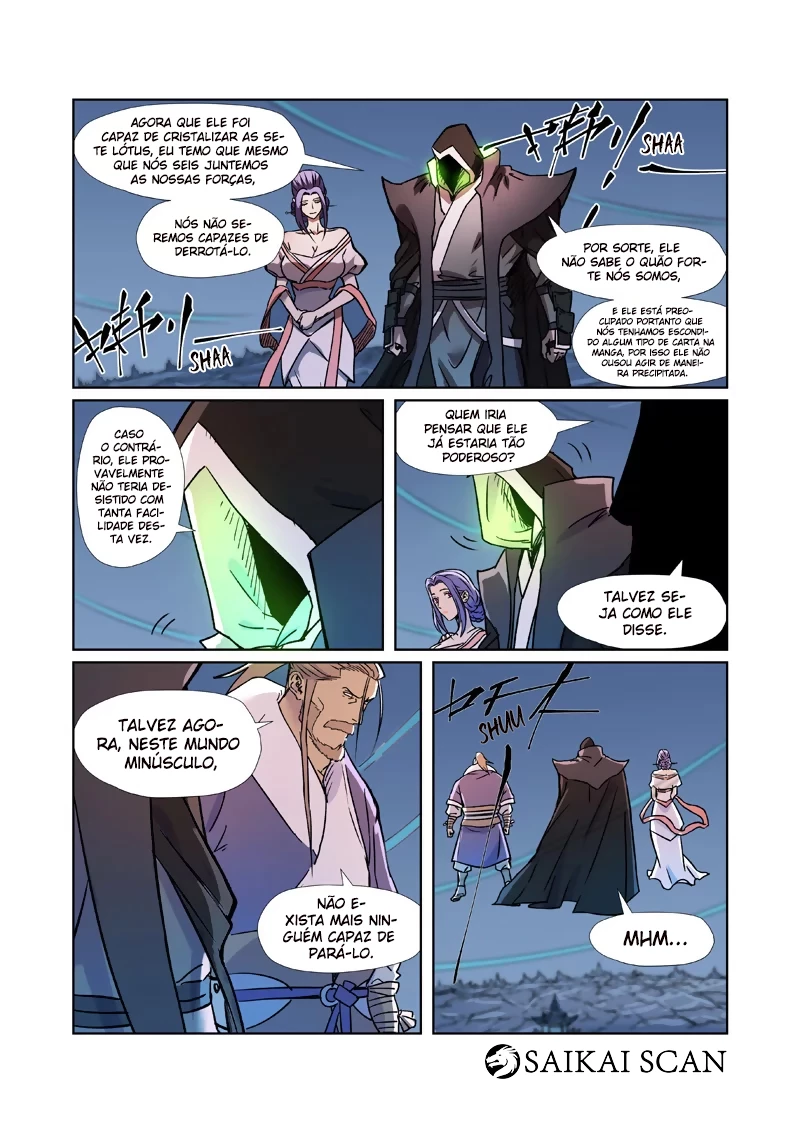 AGORA QUE ELE FOI
CAPAZ DE CRISTALIZAR AS SE-
TE LÓTUS, EU TEMO QUE MESMO
QUE NÓS SEIS JUNTEMOS
AS NOSSAS FORÇAS,
NÓS NÃO SE-
REMOS CAPAZES DE
DERROTÁ-LO.
SHAA
POR SORTE, ELE
NÃO SABE O QUÃO FOR-
TE NÓS SOMOS,
E ELE ESTÁ PREO-
CUPADO PORTANTO QUE
NÓS TENHAMOS ESCONDI-
DO ALGUM TIPO DE CARTA NA
MANGA, POR ISSO ELE NÃO
OUSOU AGIR DE MANEI-
RA PRECIPITADA.
SHAA
CASO
O CONTRÁ-
RIO, ELE PRO-
VAVELMENTE
NÃO TERIA DE-
SISTIDO COM
TANTA FACI-
LIDADE DES-
TA VEZ.
QUEM IRIA
PENSAR QUE ELE
JÁ ESTARIA TÃO
PODEROSO?
TALVEZ SE-
JA COMO ELE
DISSE.
TALVEZ AGO-
RA, NESTE MUNDO
MINÚSCULO,
NÃO E-
XISTA MAIS NIN-
GUÉM CAPAZ DE
PARÁ-LO.
SHUU
MHM...
SAIKAI SCAN